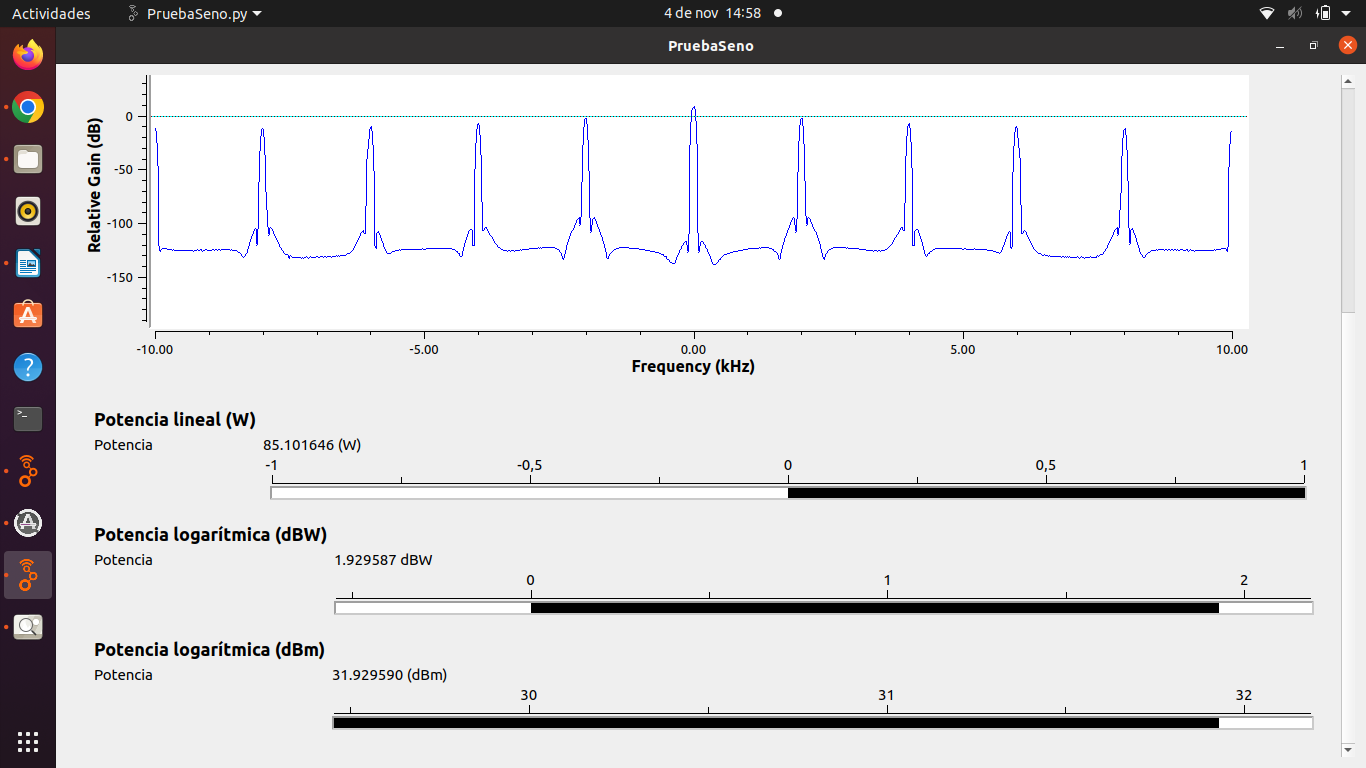 Actividades PruebaSeno.py 4 de nov 14:58
PruebaSeno
Relative Gain (dB)
0
-50
-100
-150
-10.00 -5.00 0.00 5.00 10.00
Frequency (kHz)
Potencia lineal (W)
Potencia 85.101646 (W)
-1 -0,5 0 0,5 1
Potencia logarítmica (dBW)
Potencia 1.929587 dBW
0 1 2
Potencia logarítmica (dBm)
Potencia 31.929590 (dBm)
30 31 32